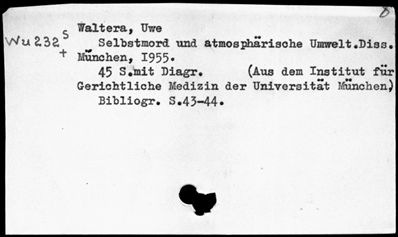 Waltera, Uwe
Wu 232 S +
Selbstmord und atmosphärische Umwelt.Diss.
München, I955.
45 S.mit Diagr. (Aus dem Institut für
Gerichtliche Medizin der Universität München)
Bibliogr. S.43-44.